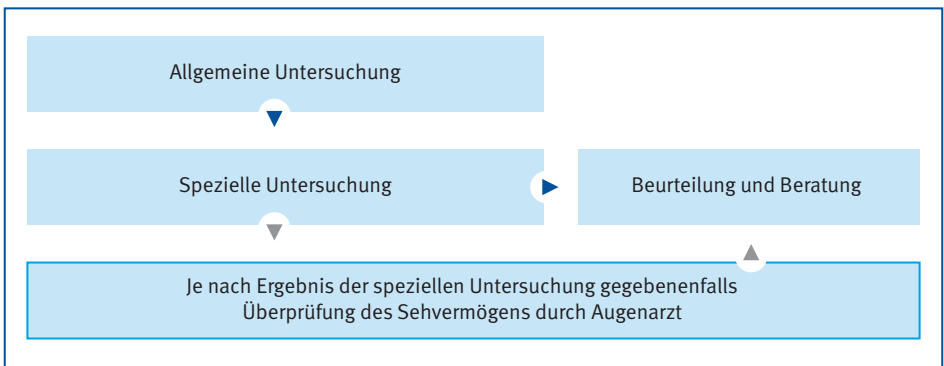 Allgemeine Untersuchung
Spezielle Untersuchung
Beurteilung und Beratung
Je nach Ergebnis der speziellen Untersuchung gegebenenfalls
Überprüfung des Sehvermögens durch Augenarzt